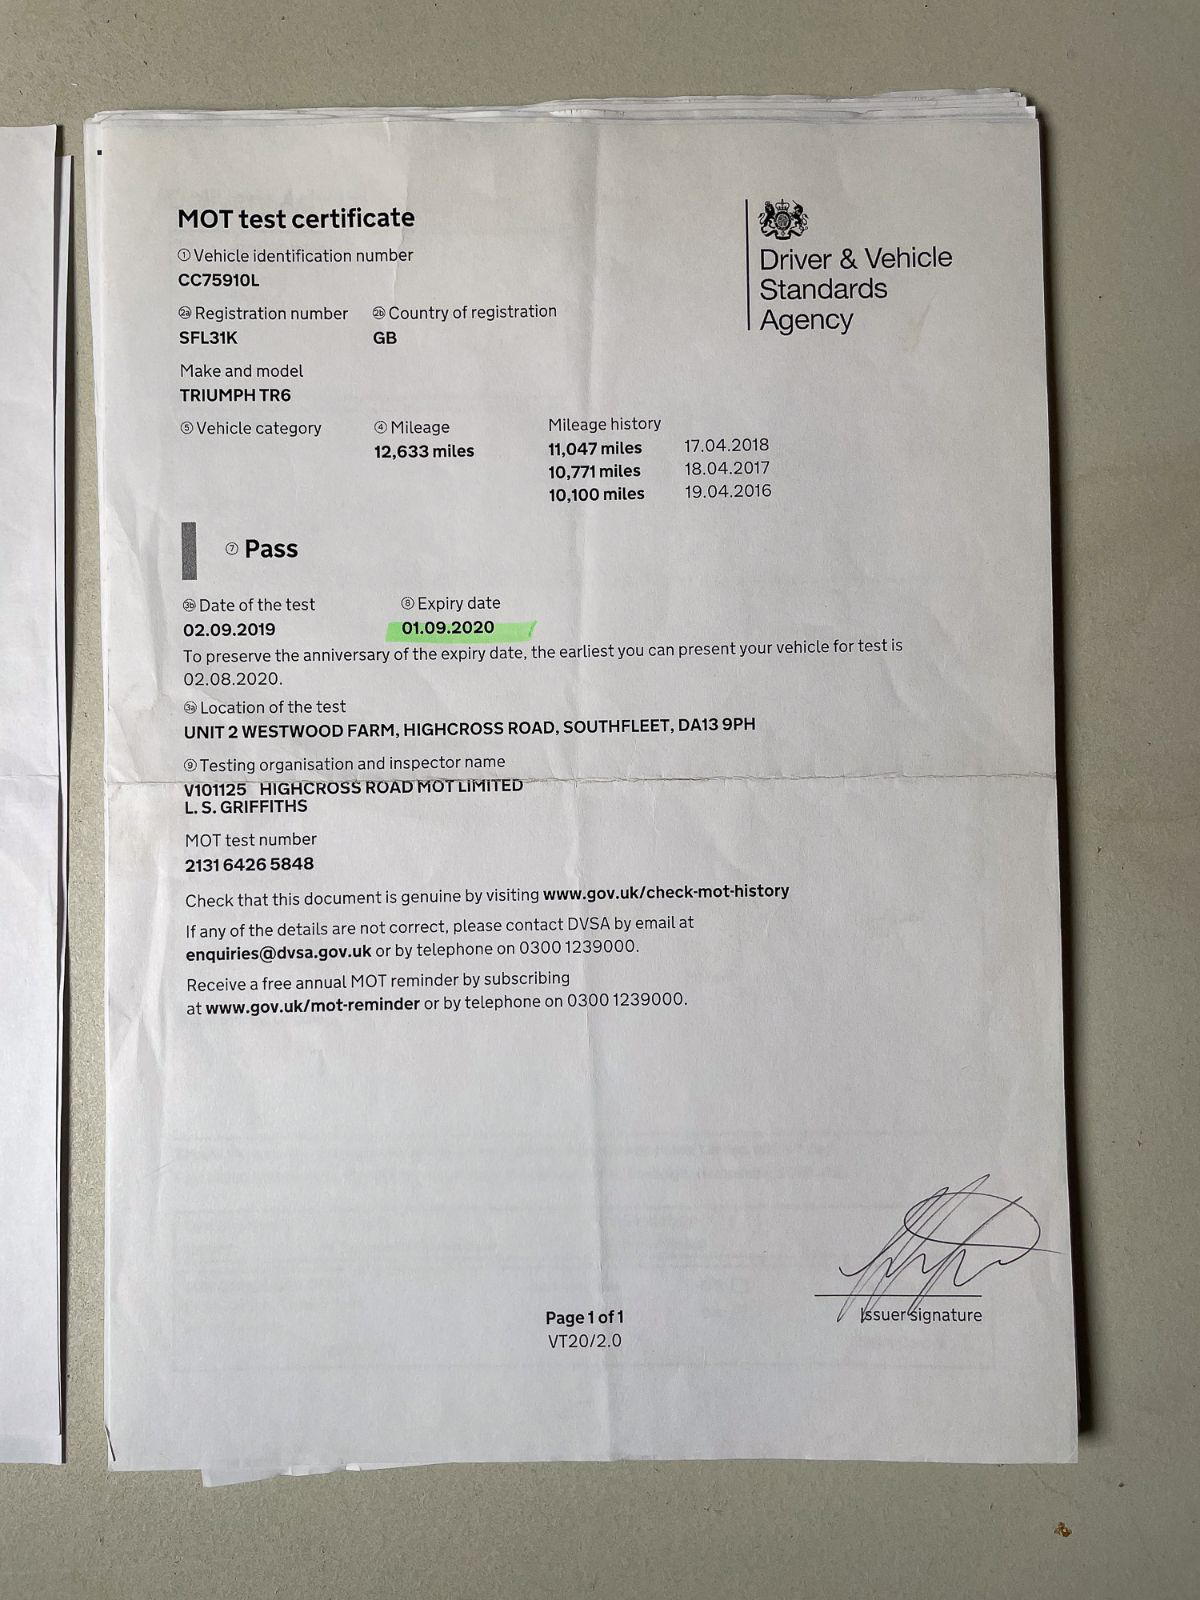 MOT test certificate
① Vehicle identification number
CC75910L
Driver & Vehicle
Standards
Agency
2a Registration number 2b Country of registration
SFL31K GB
Make and model
TRIUMPH TR6
⑤ Vehicle category ④ Mileage Mileage history
12,633 miles 11,047 miles 17.04.2018
10,771 miles 18.04.2017
10,100 miles 19.04.2016
⑦ Pass
3b Date of the test ⑧ Expiry date
02.09.2019 01.09.2020
To preserve the anniversary of the expiry date, the earliest you can present your vehicle for test is
02.08.2020.
3a Location of the test
UNIT 2 WESTWOOD FARM, HIGHCROSS ROAD, SOUTHFLEET, DA13 9PH
⑨ Testing organisation and inspector name
V101125 HIGHCROSS ROAD MOT LIMITED
L. S. GRIFFITHS
MOT test number
2131 6426 5848
Check that this document is genuine by visiting www.gov.uk/check-mot-history
If any of the details are not correct, please contact DVSA by email at
enquiries@dvsa.gov.uk or by telephone on 0300 1239000.
Receive a free annual MOT reminder by subscribing
at www.gov.uk/mot-reminder or by telephone on 0300 1239000.
Issuer signature
Page 1 of 1
VT20/2.0